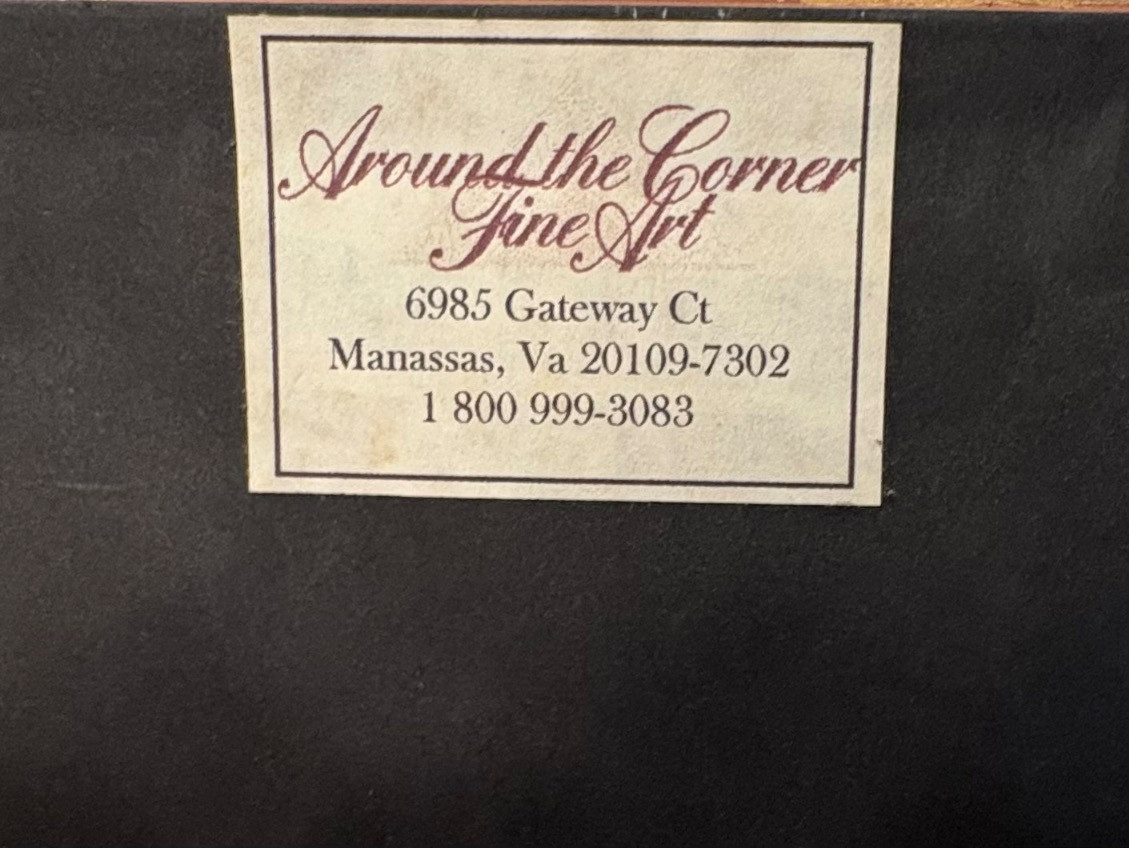 Around the Corner
Fine Art
6985 Gateway Ct
Manassas, Va 20109-7302
1 800 999-3083